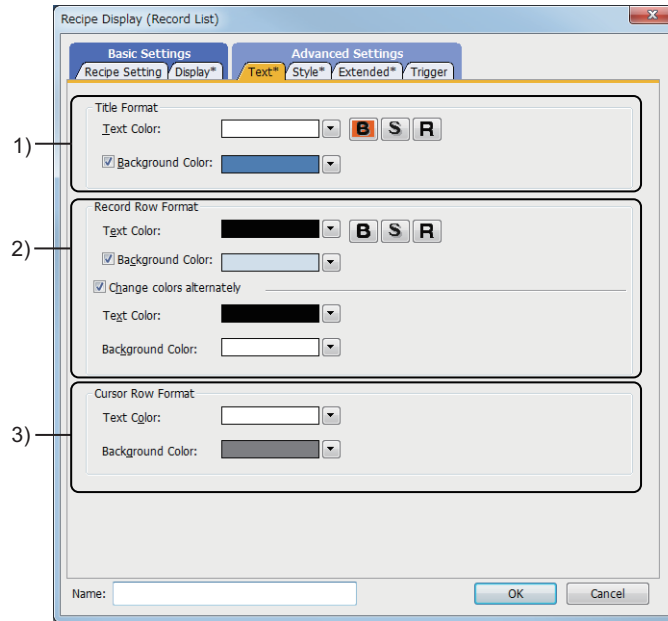 Recipe Display (Record List)
Basic Settings
Advanced Settings
Recipe Setting
Display*
Text*
Style*
Extended*
Trigger
1)
Title Format
Text Color:
B S R
Background Color:
2)
Record Row Format
Text Color:
B S R
Background Color:
Change colors alternately
Text Color:
Background Color:
3)
Cursor Row Format
Text Color:
Background Color:
Name:
OK
Cancel